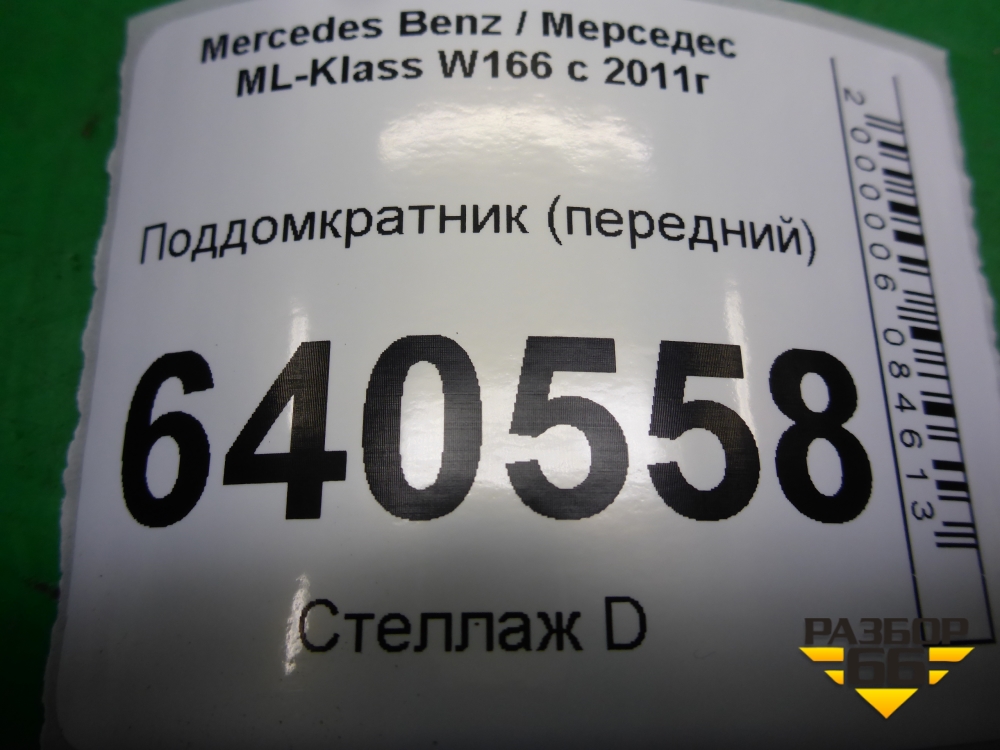 Mercedes Benz / Мерседес
ML-Klass W166 с 2011г
Поддомкратник (передний)
640558
Стеллаж D
2000006084613
РАЗБОР
66